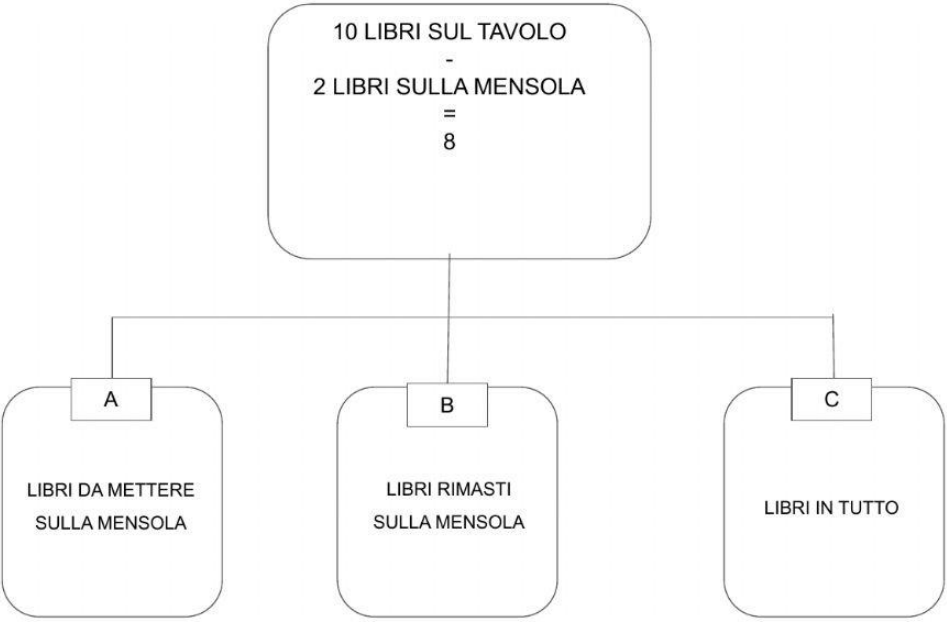 10 LIBRI SUL TAVOLO
-
2 LIBRI SULLA MENSOLA
=
8
A
LIBRI DA METTERE
SULLA MENSOLA
B
LIBRI RIMASTI
SULLA MENSOLA
C
LIBRI IN TUTTO